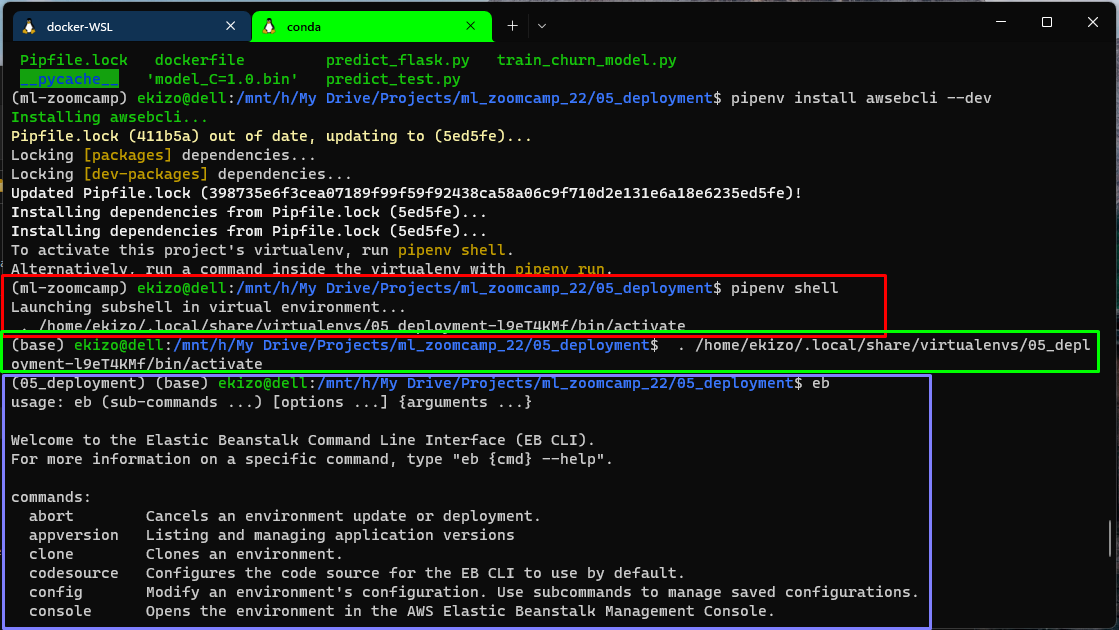 docker-WSL
conda
Pipfile.lock dockerfile predict_flask.py train_churn_model.py
__pycache__ 'model_C=1.0.bin' predict_test.py
(ml-zoomcamp) ekizo@dell:/mnt/h/My Drive/Projects/ml_zoomcamp_22/05_deployment$ pipenv install awsebcli --dev
Installing awsebcli...
Pipfile.lock (411b5a) out of date, updating to (5ed5fe)...
Locking [packages] dependencies...
Locking [dev-packages] dependencies...
Updated Pipfile.lock (398735e6f3cea07189f99f59f92438ca58a06c9f710d2e131e6a18e6235ed5fe)!
Installing dependencies from Pipfile.lock (5ed5fe)...
Installing dependencies from Pipfile.lock (5ed5fe)...
To activate this project's virtualenv, run pipenv shell.
Alternatively, run a command inside the virtualenv with pipenv run.
(ml-zoomcamp) ekizo@dell:/mnt/h/My Drive/Projects/ml_zoomcamp_22/05_deployment$ pipenv shell
Launching subshell in virtual environment...
. /home/ekizo/.local/share/virtualenvs/05_deployment-l9eT4KMf/bin/activate
(base) ekizo@dell:/mnt/h/My Drive/Projects/ml_zoomcamp_22/05_deployment$ . /home/ekizo/.local/share/virtualenvs/05_depl
oyment-l9eT4KMf/bin/activate
(05_deployment) (base) ekizo@dell:/mnt/h/My Drive/Projects/ml_zoomcamp_22/05_deployment$ eb
usage: eb (sub-commands ...) [options ...] {arguments ...}
Welcome to the Elastic Beanstalk Command Line Interface (EB CLI).
For more information on a specific command, type "eb {cmd} --help".
commands:
abort Cancels an environment update or deployment.
appversion Listing and managing application versions
clone Clones an environment.
codesource Configures the code source for the EB CLI to use by default.
config Modify an environment's configuration. Use subcommands to manage saved configurations.
console Opens the environment in the AWS Elastic Beanstalk Management Console.